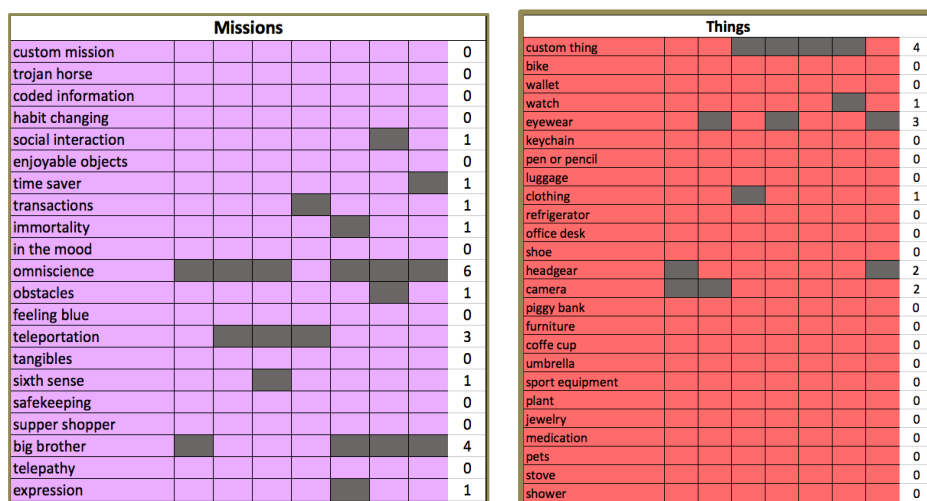 Missions
custom mission 0
trojan horse 0
coded information 0
habit changing 0
social interaction 1
enjoyable objects 0
time saver 1
transactions 1
immortality 1
in the mood 0
omniscience 6
obstacles 1
feeling blue 0
teleportation 3
tangibles 0
sixth sense 1
safekeeping 0
supper shopper 0
big brother 4
telepathy 0
expression 1
Things
custom thing 4
bike 0
wallet 0
watch 1
eyewear 3
keychain 0
pen or pencil 0
luggage 0
clothing 1
refrigerator 0
office desk 0
shoe 0
headgear 2
camera 2
piggy bank 0
furniture 0
coffe cup 0
umbrella 0
sport equipment 0
plant 0
jewelry 0
medication 0
pets 0
stove 0
shower 0